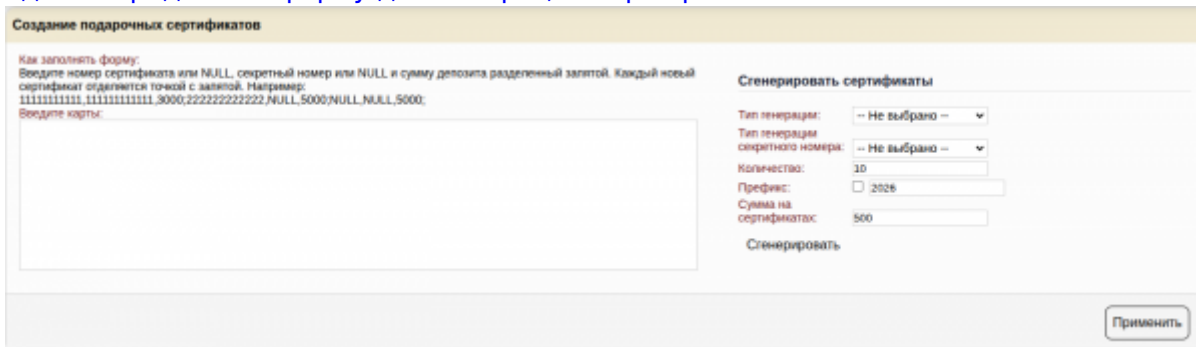 Создание подарочных сертификатов
Как заполнять форму:
Введите номер сертификата или NULL, секретный номер или NULL и сумму депозита разделенный запятой. Каждый новый
сертификат отделяется точкой с запятой. Например:
11111111111,111111111111,3000;222222222222,NULL,5000;NULL,NULL,5000;
Введите карты:
Сгенерировать сертификаты
Тип генерации: -- Не выбрано --
Тип генерации
секретного номера: -- Не выбрано --
Количество: 10
Префикс: 2026
Сумма на
сертификатах: 500
Сгенерировать
Применить